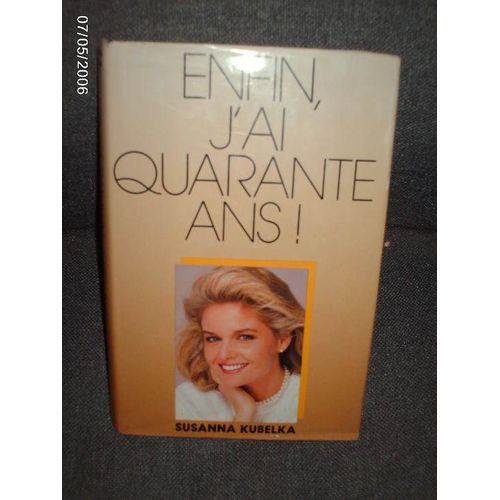 07/05/2006
ENFIN,
J'AI
QUARANTE
ANS !
SUSANNA KUBELKA